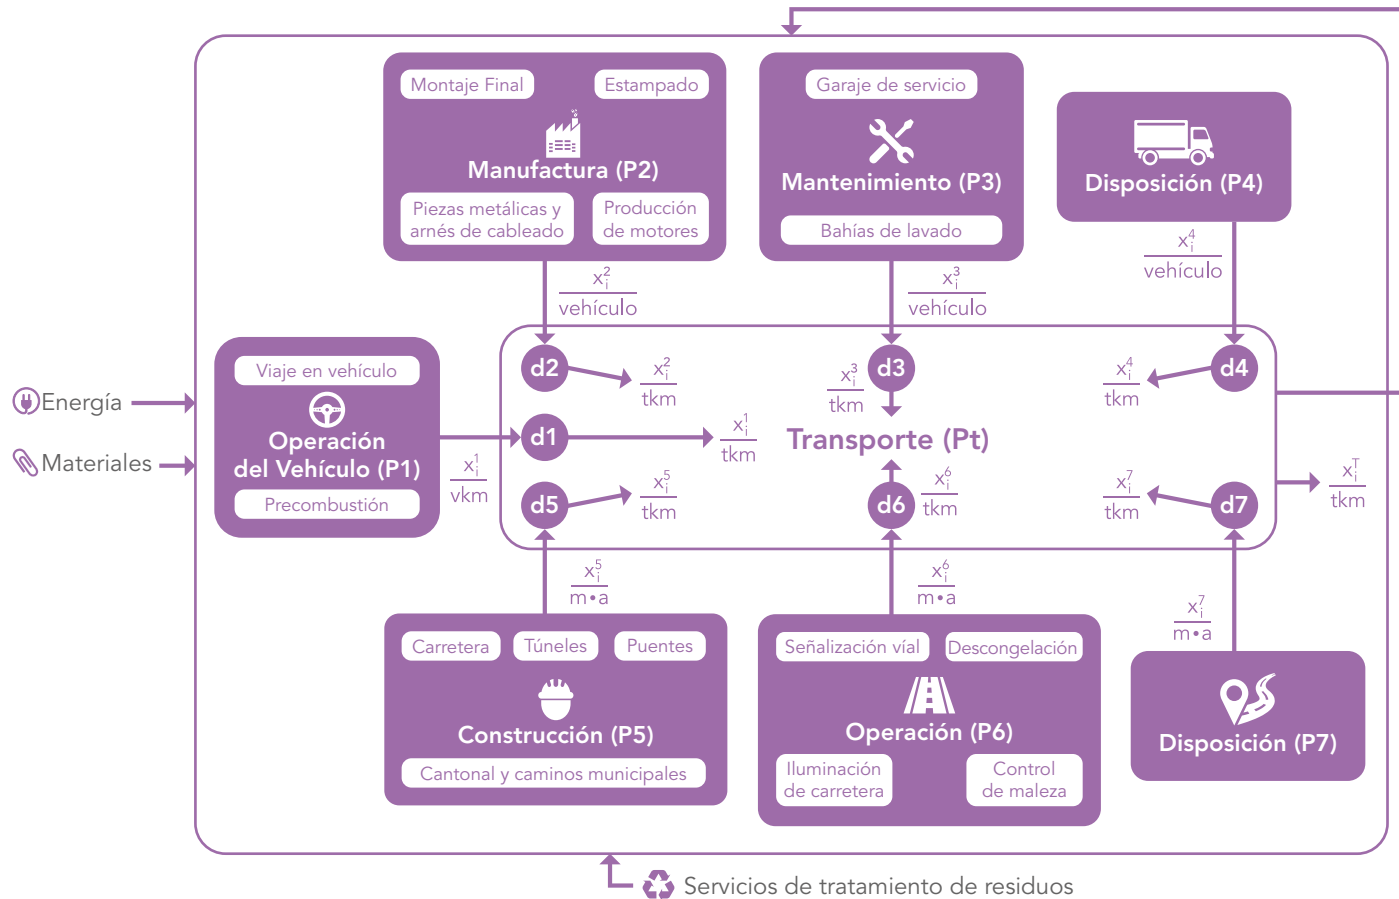 Montaje Final
Estampado
Manufactura (P2)
Piezas metálicas y
arnés de cableado
Producción
de motores
Garaje de servicio
Mantenimiento (P3)
Bahías de lavado
Disposición (P4)
x_i^2
vehículo
x_i^3
vehículo
x_i^4
vehículo
Energía
Materiales
Viaje en vehículo
Operación
del Vehículo (P1)
Precombustión
x_i^1
vkm
d2
x_i^2
tkm
d1
x_i^1
tkm
d5
x_i^5
tkm
x_i^3
tkm
d3
Transporte (Pt)
d6
x_i^6
tkm
x_i^4
tkm
d4
x_i^7
tkm
d7
x_i^T
tkm
x_i^5
m•a
x_i^6
m•a
x_i^7
m•a
Carretera
Túneles
Puentes
Construcción (P5)
Cantonal y caminos municipales
Señalización víal
Descongelación
Operación (P6)
Iluminación
de carretera
Control
de maleza
Disposición (P7)
Servicios de tratamiento de residuos